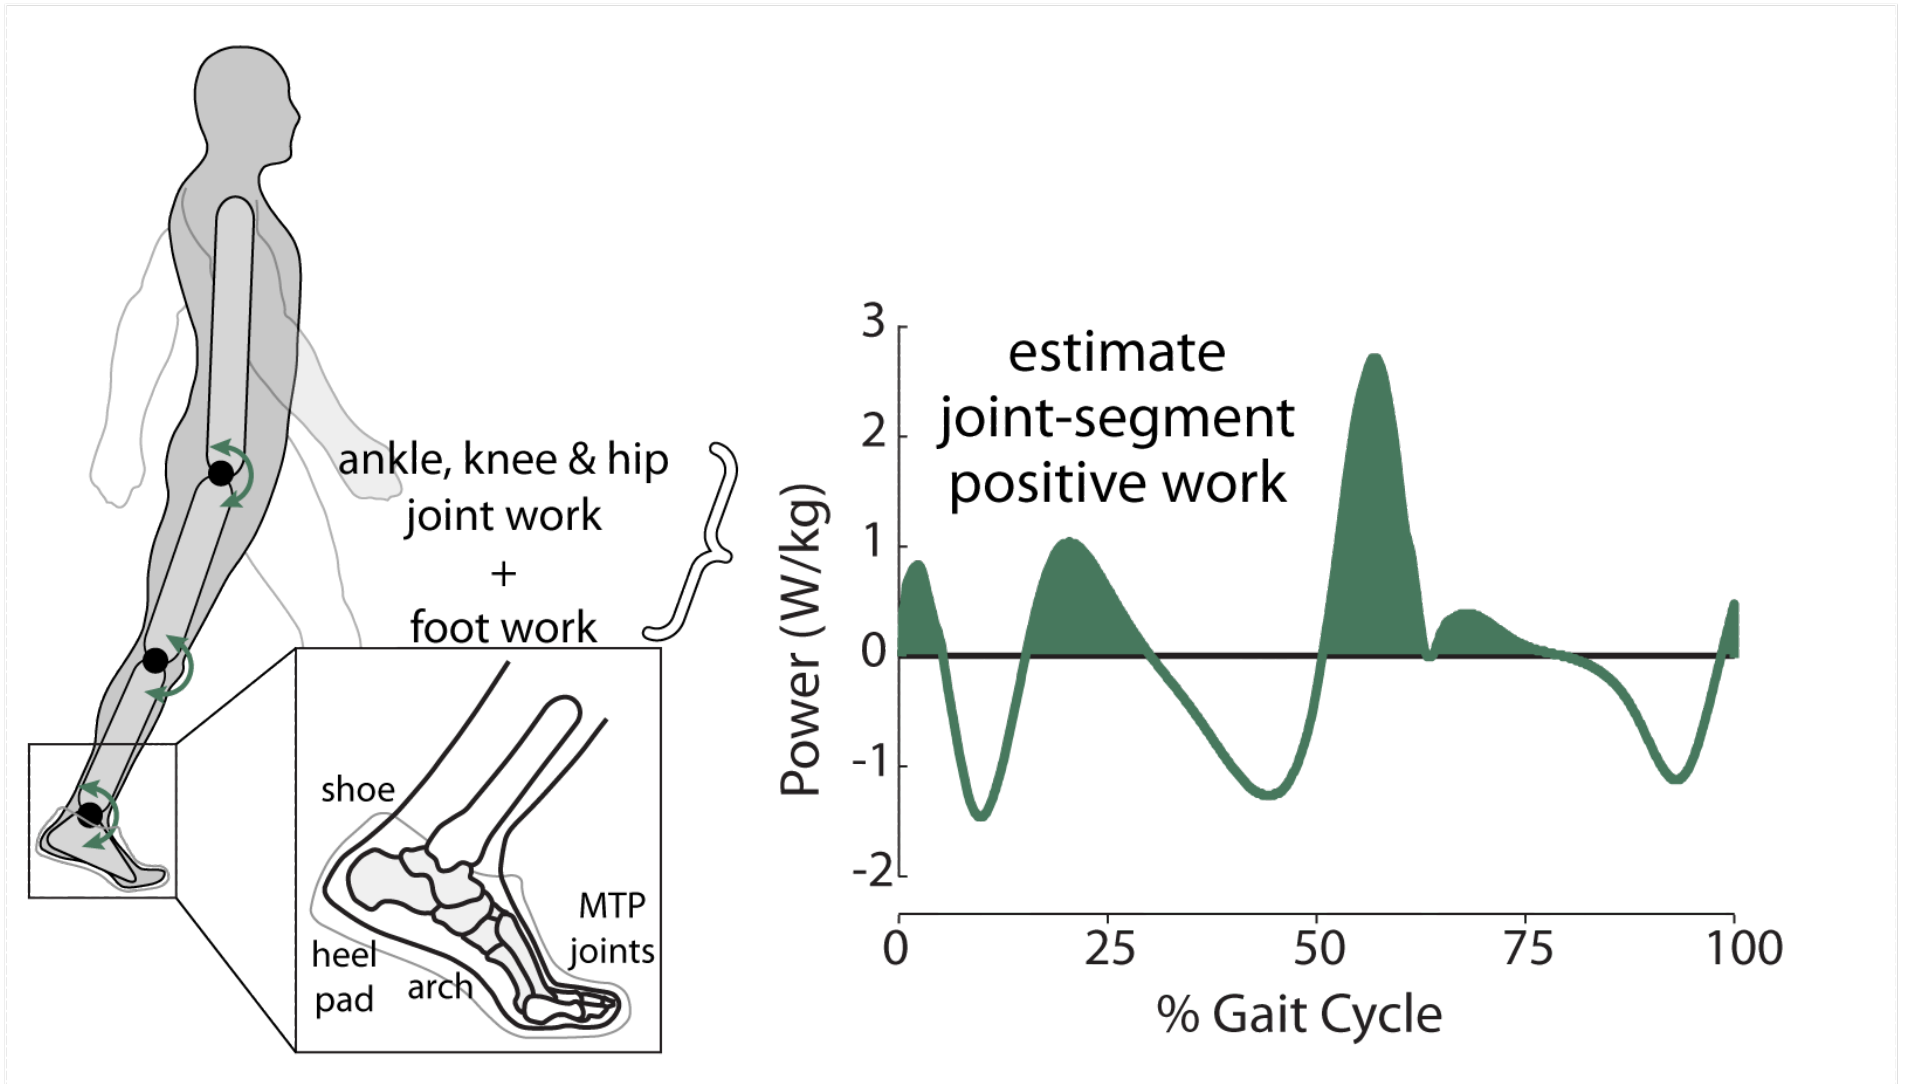 ankle, knee & hip
joint work
+
foot work
shoe
heel
pad
arch
MTP
joints
estimate
joint-segment
positive work
Power (W/kg)
3
2
1
0
-1
-2
0 25 50 75 100
% Gait Cycle